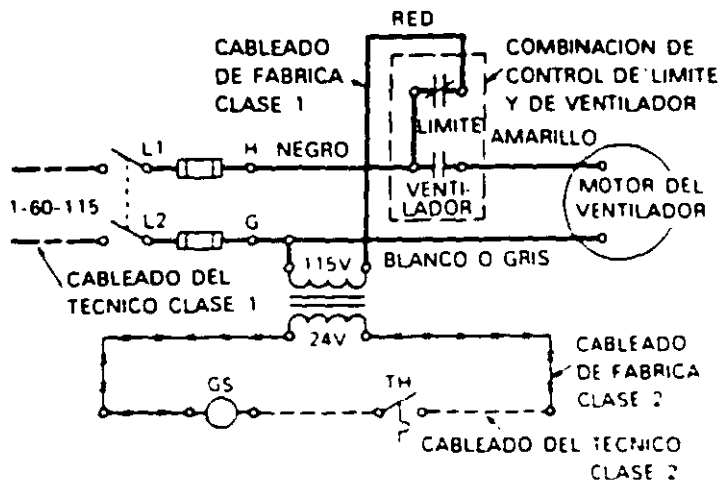 RED
CABLEADO
DE FABRICA
CLASE 1
COMBINACION DE
CONTROL DE LIMITE
Y DE VENTILADOR
LIMITE
AMARILLO
L1
H
NEGRO
1-60-115
VENTI-
LADOR
MOTOR DEL
VENTILADOR
L2
G
115V
BLANCO O GRIS
CABLEADO DEL
TECNICO CLASE 1
24V
CABLEADO
DE FABRICA
CLASE 2
GS
TH
CABLEADO DEL TECNICO
CLASE 2